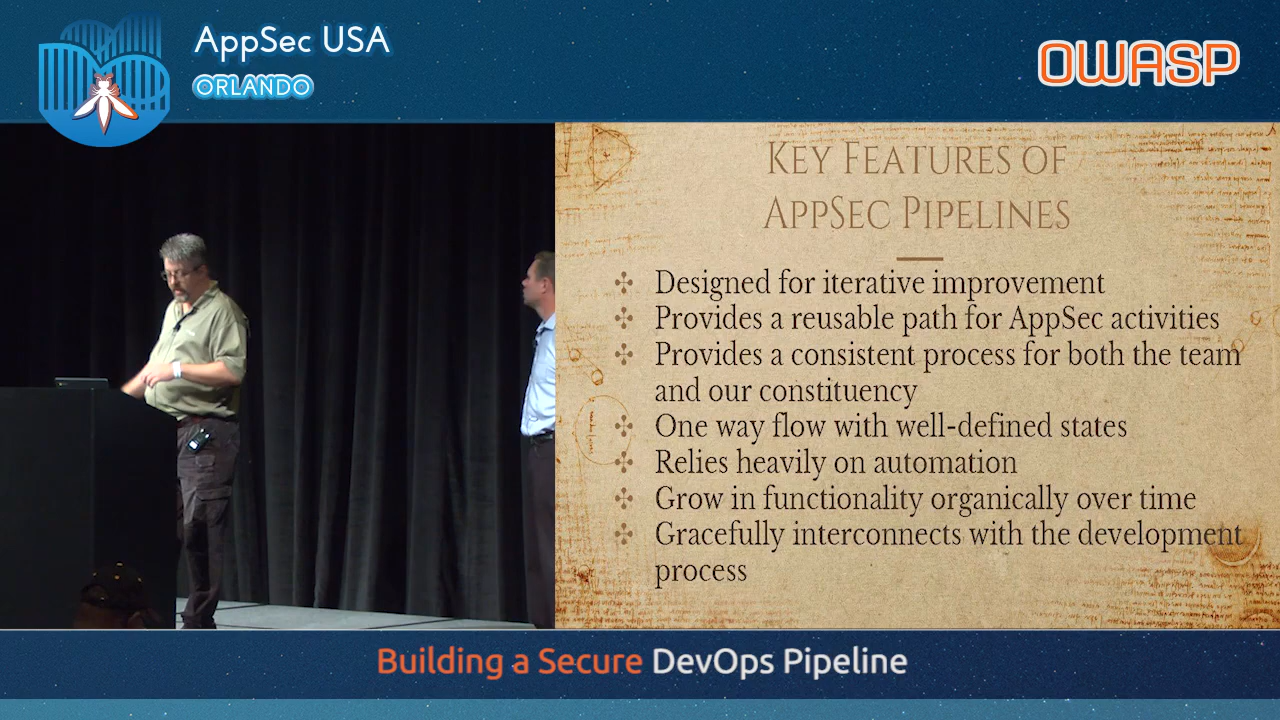 AppSec USA
ORLANDO
OWASP
KEY FEATURES OF
APPSEC PIPELINES
Designed for iterative improvement
Provides a reusable path for AppSec activities
Provides a consistent process for both the team
and our constituency
One way flow with well-defined states
Relies heavily on automation
Grow in functionality organically over time
Gracefully interconnects with the development
process
Building a Secure DevOps Pipeline